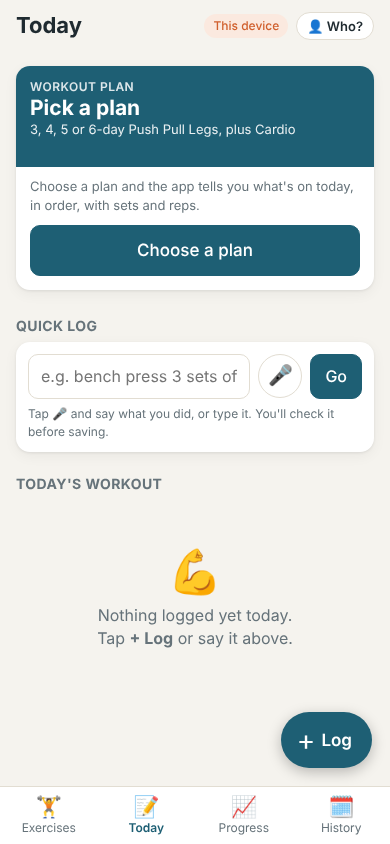 Today
This device
👤 Who?
WORKOUT PLAN
Pick a plan
3, 4, 5 or 6-day Push Pull Legs, plus Cardio
Choose a plan and the app tells you what's on today,
in order, with sets and reps.
Choose a plan
QUICK LOG
e.g. bench press 3 sets of
Go
Tap 🎤 and say what you did, or type it. You'll check it
before saving.
TODAY'S WORKOUT
Nothing logged yet today.
Tap + Log or say it above.
+ Log
Exercises
Today
Progress
History